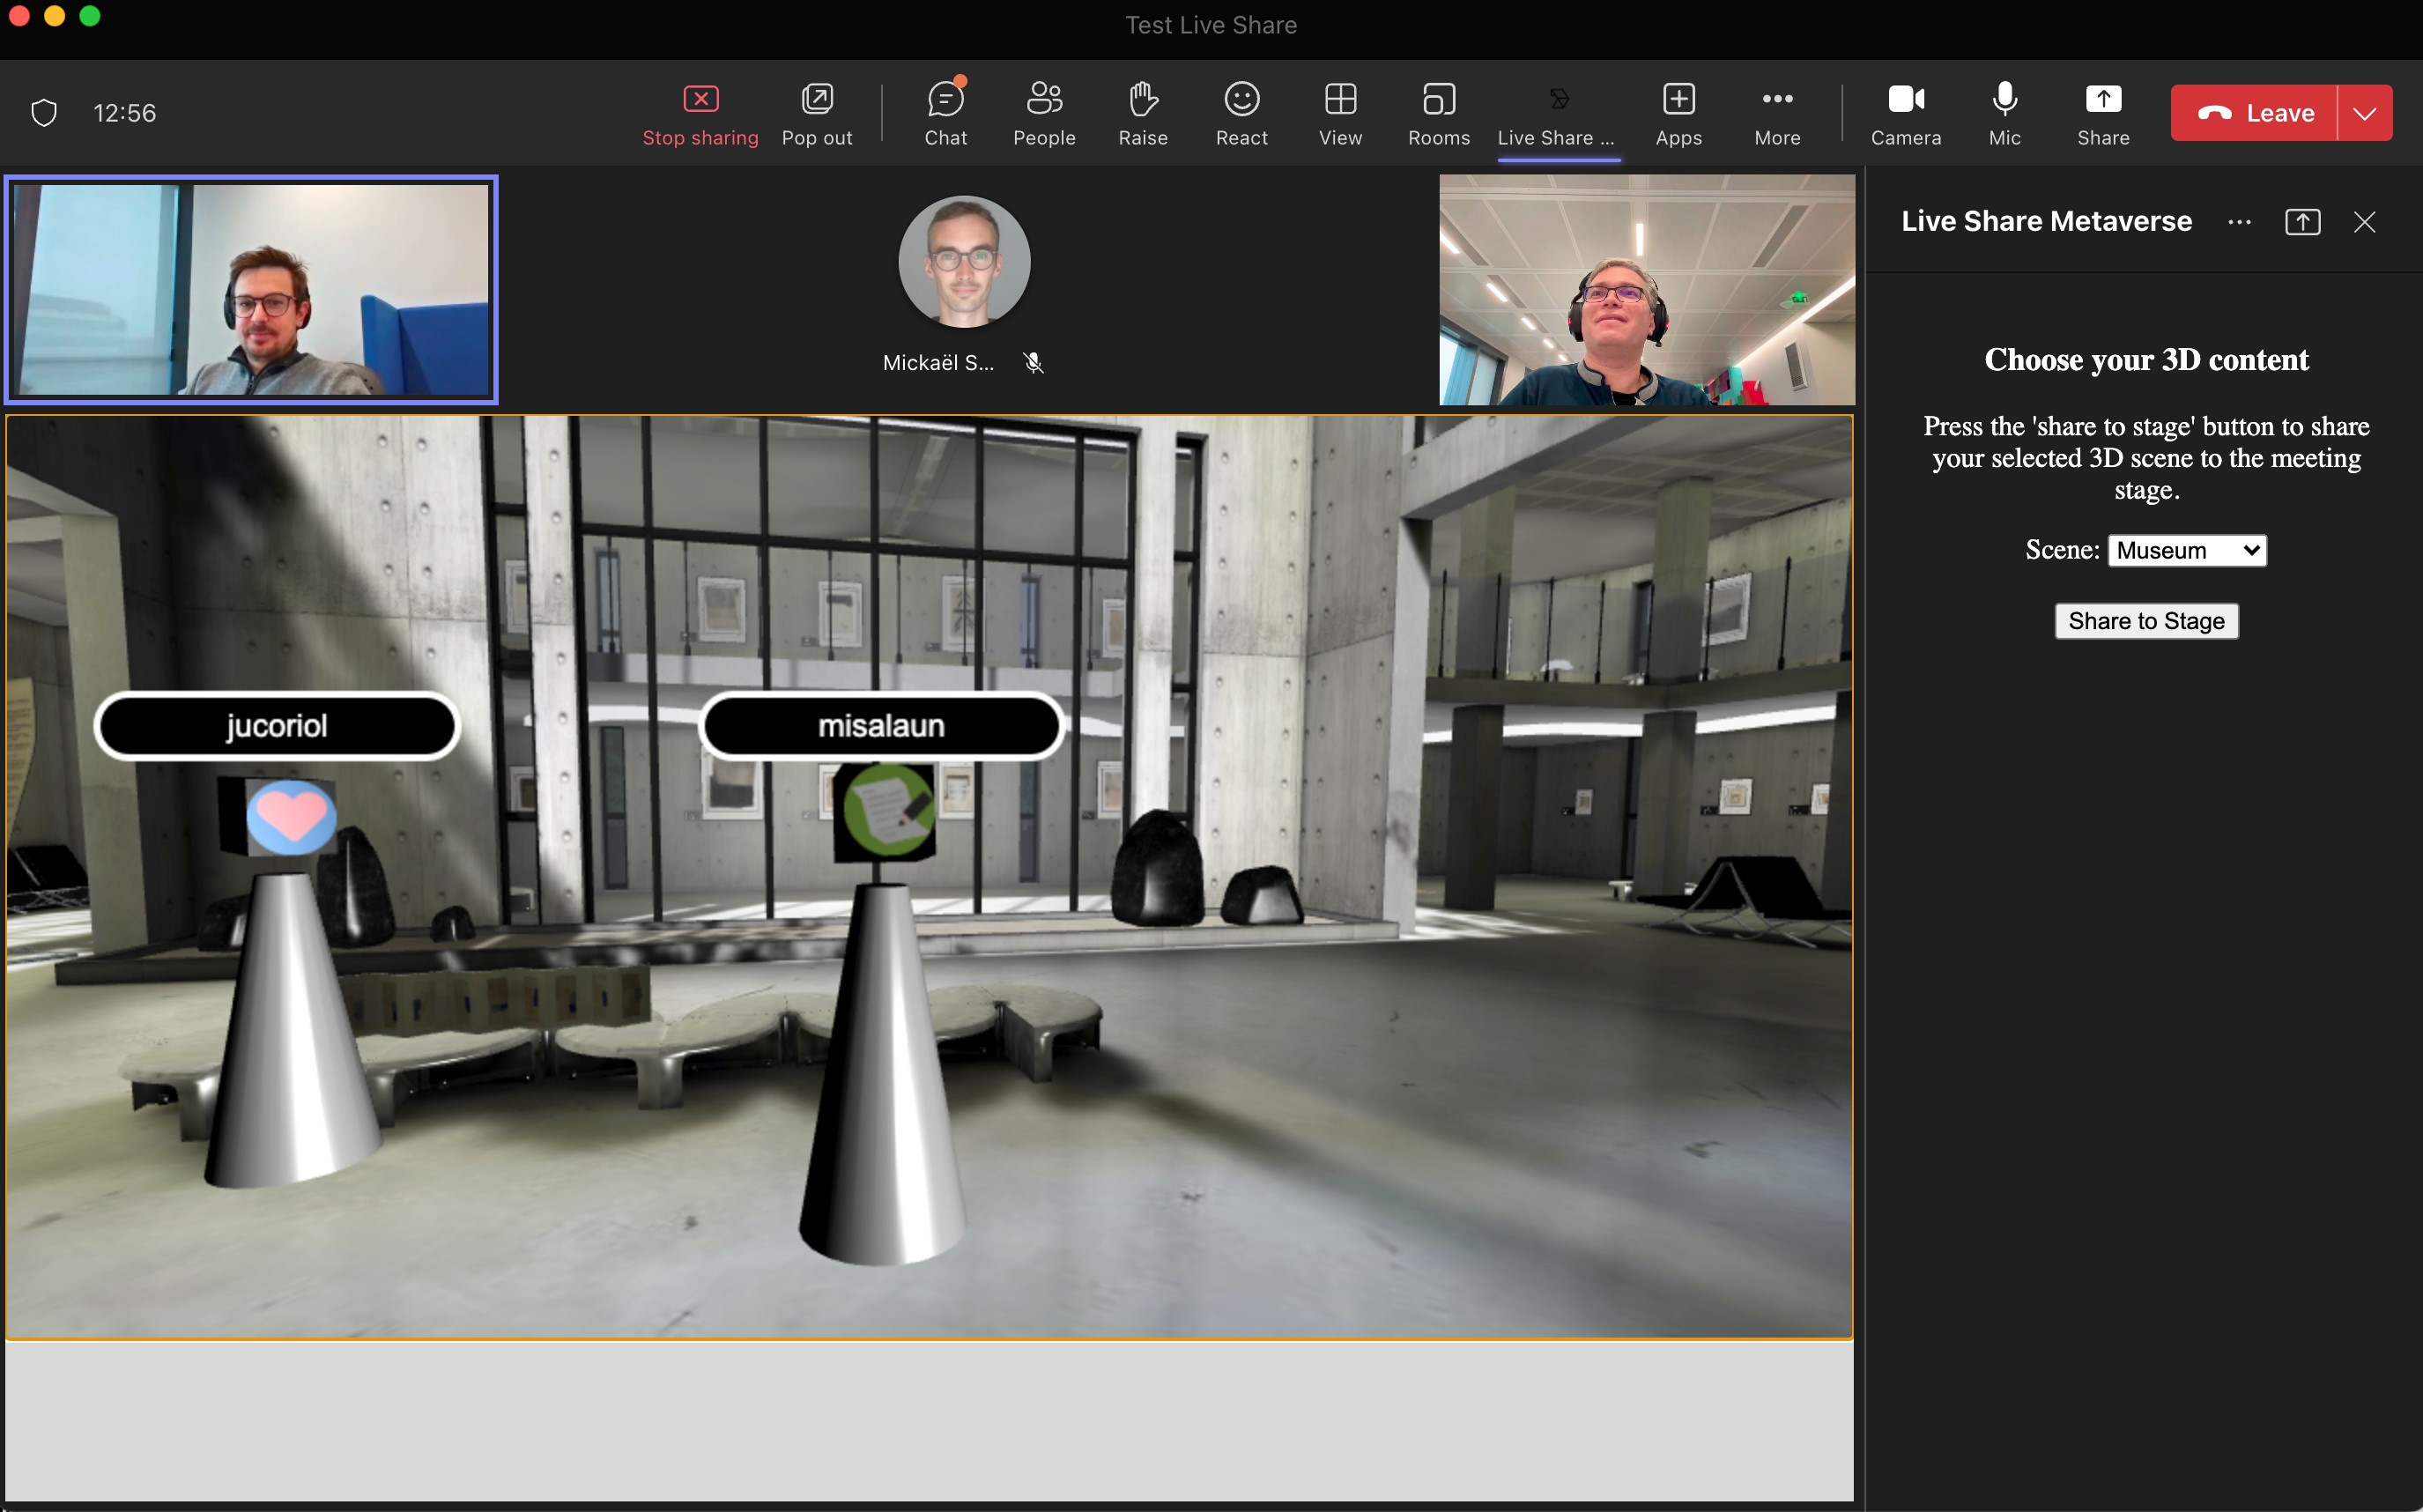 Test Live Share
12:56
Stop sharing
Pop out
Chat
People
Raise
React
View
Rooms
Live Share ...
Apps
More
Camera
Mic
Share
Leave
Mickaël S...
Live Share Metaverse
Choose your 3D content
Press the 'share to stage' button to share
your selected 3D scene to the meeting
stage.
Scene: Museum
Share to Stage
jucoriol
misalaun